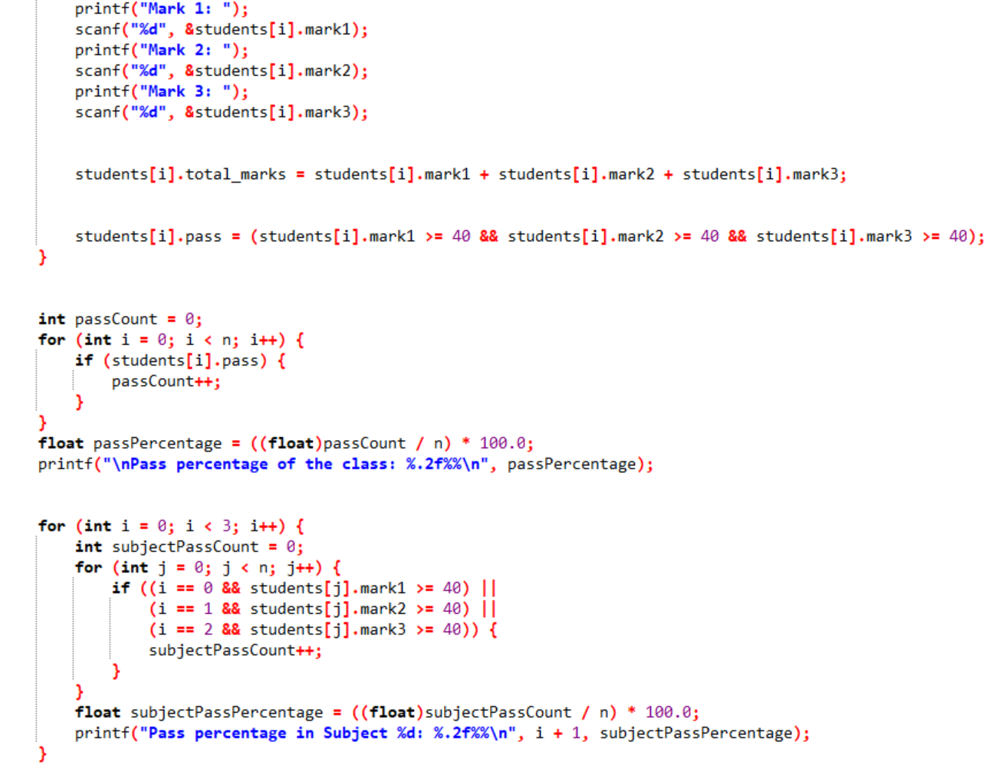 printf("Mark 1: ");
scanf("%d", &students[i].mark1);
printf("Mark 2: ");
scanf("%d", &students[i].mark2);
printf("Mark 3: ");
scanf("%d", &students[i].mark3);
students[i].total_marks = students[i].mark1 + students[i].mark2 + students[i].mark3;
students[i].pass = (students[i].mark1 >= 40 && students[i].mark2 >= 40 && students[i].mark3 >= 40);
}
int passCount = 0;
for (int i = 0; i < n; i++) {
if (students[i].pass) {
passCount++;
}
}
float passPercentage = ((float)passCount / n) * 100.0;
printf("\nPass percentage of the class: %.2f%%\n", passPercentage);
for (int i = 0; i < 3; i++) {
int subjectPassCount = 0;
for (int j = 0; j < n; j++) {
if ((i == 0 && students[j].mark1 >= 40) ||
(i == 1 && students[j].mark2 >= 40) ||
(i == 2 && students[j].mark3 >= 40)) {
subjectPassCount++;
}
}
float subjectPassPercentage = ((float)subjectPassCount / n) * 100.0;
printf("Pass percentage in Subject %d: %.2f%%\n", i + 1, subjectPassPercentage);
}